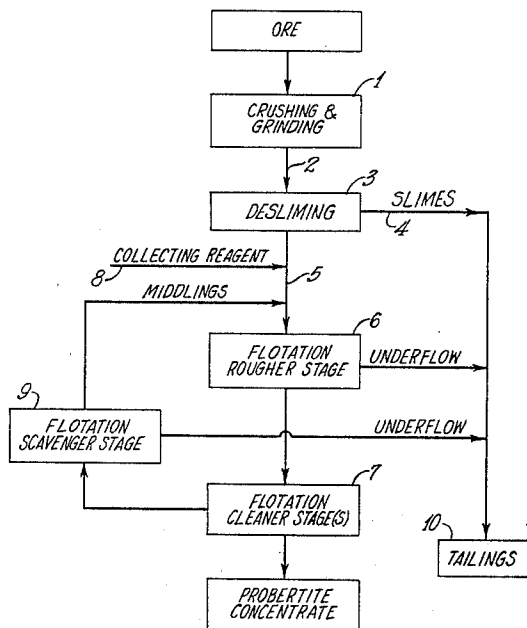 ORE
1
CRUSHING &
GRINDING
2
3
DESLIMING
SLIMES
4
COLLECTING REAGENT
8
5
MIDDLINGS
6
FLOTATION
ROUGHER STAGE
UNDERFLOW
9
FLOTATION
SCAVENGER STAGE
UNDERFLOW
7
FLOTATION
CLEANER STAGE(S)
10
TAILINGS
PROBERTITE
CONCENTRATE